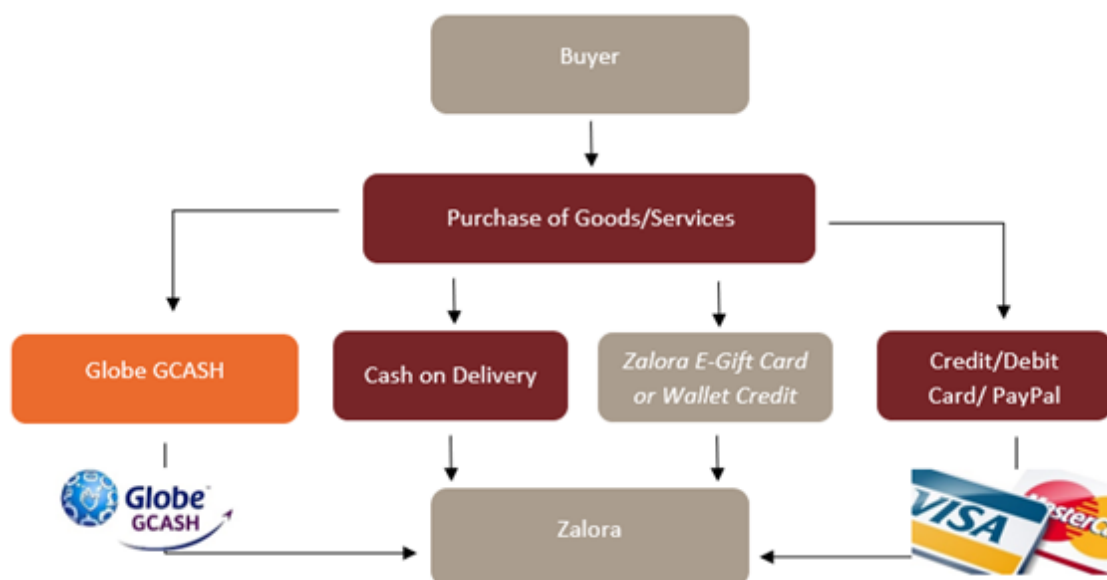 Buyer
Purchase of Goods/Services
Globe GCASH
Cash on Delivery
Zalora E-Gift Card
or Wallet Credit
Credit/Debit
Card/ PayPal
Globe™
GCASH
Zalora
VISA